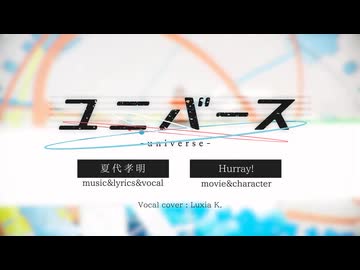 ユニバース
-universe-
夏代孝明
music&lyrics&vocal
Hurray!
movie&character
Vocal cover : Luxia K.